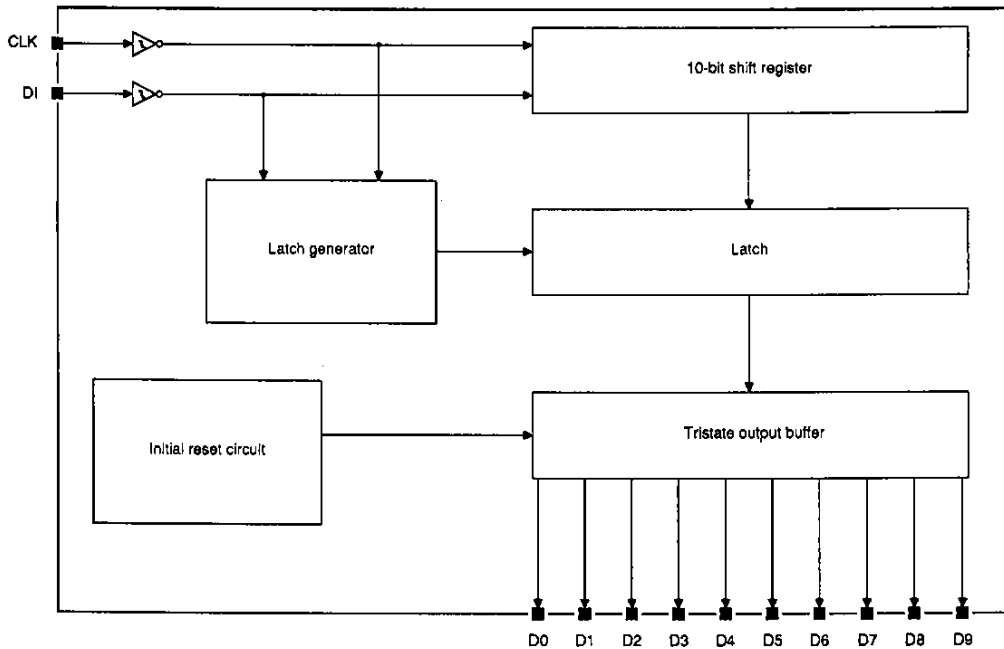 CLK
10-bit shift register
DI
Latch generator
Latch
Initial reset circuit
Tristate output buffer
D0 D1 D2 D3 D4 D5 D6 D7 D8 D9